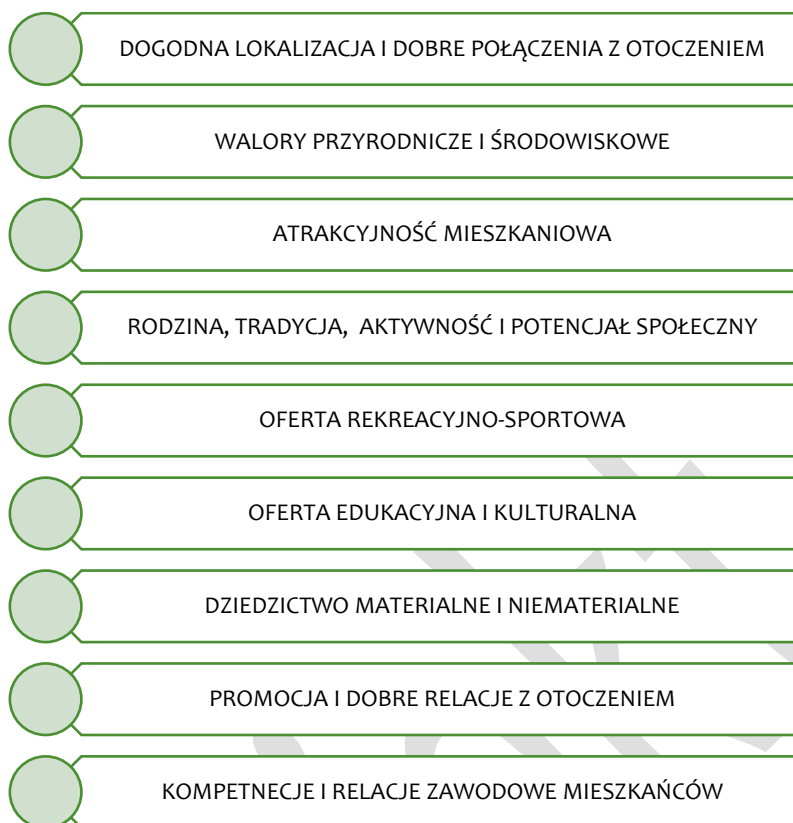 DOGODNA LOKALIZACJA I DOBRE POŁĄCZENIA Z OTOCZENIEM
WALORY PRZYRODNICZE I ŚRODOWISKOWE
ATRAKCYJNOŚĆ MIESZKANIOWA
RODZINA, TRADYCJA, AKTYWNOŚĆ I POTENCJAŁ SPOŁECZNY
OFERTA REKREACYJNO-SPORTOWA
OFERTA EDUKACYJNA I KULTURALNA
DZIEDZICTWO MATERIALNE I NIEMATERIALNE
PROMOCJA I DOBRE RELACJE Z OTOCZENIEM
KOMPETNECJE I RELACJE ZAWODOWE MIESZKAŃCÓW